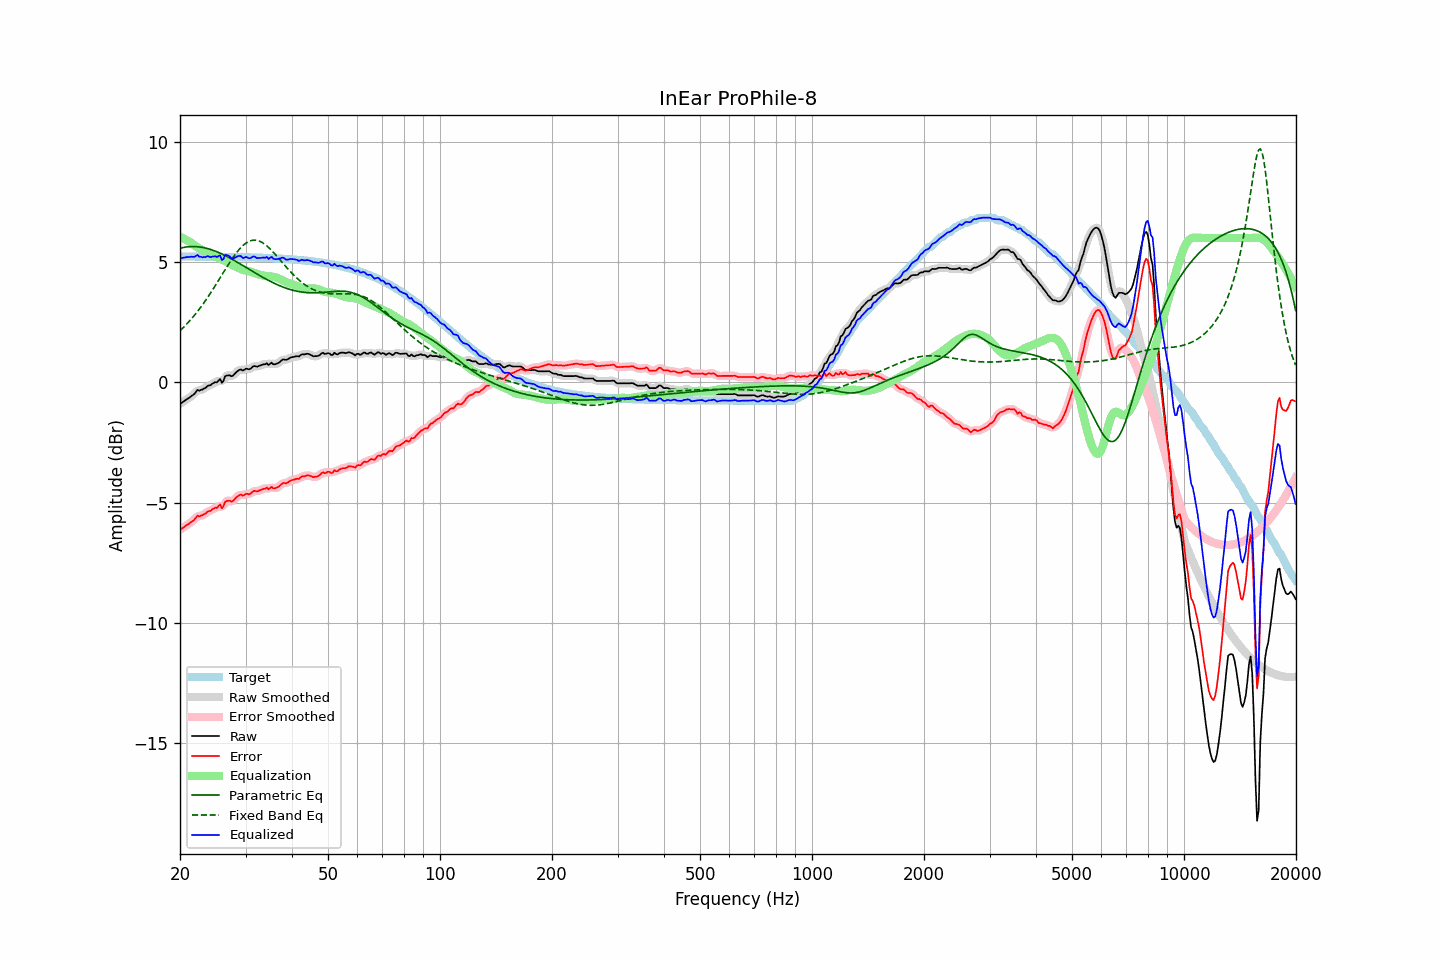 InEar ProPhile-8
Amplitude (dBr)
10
5
0
−5
−10
−15
Target
Raw Smoothed
Error Smoothed
Raw
Error
Equalization
Parametric Eq
Fixed Band Eq
Equalized
20 50 100 200 500 1000 2000 5000 10000 20000
Frequency (Hz)